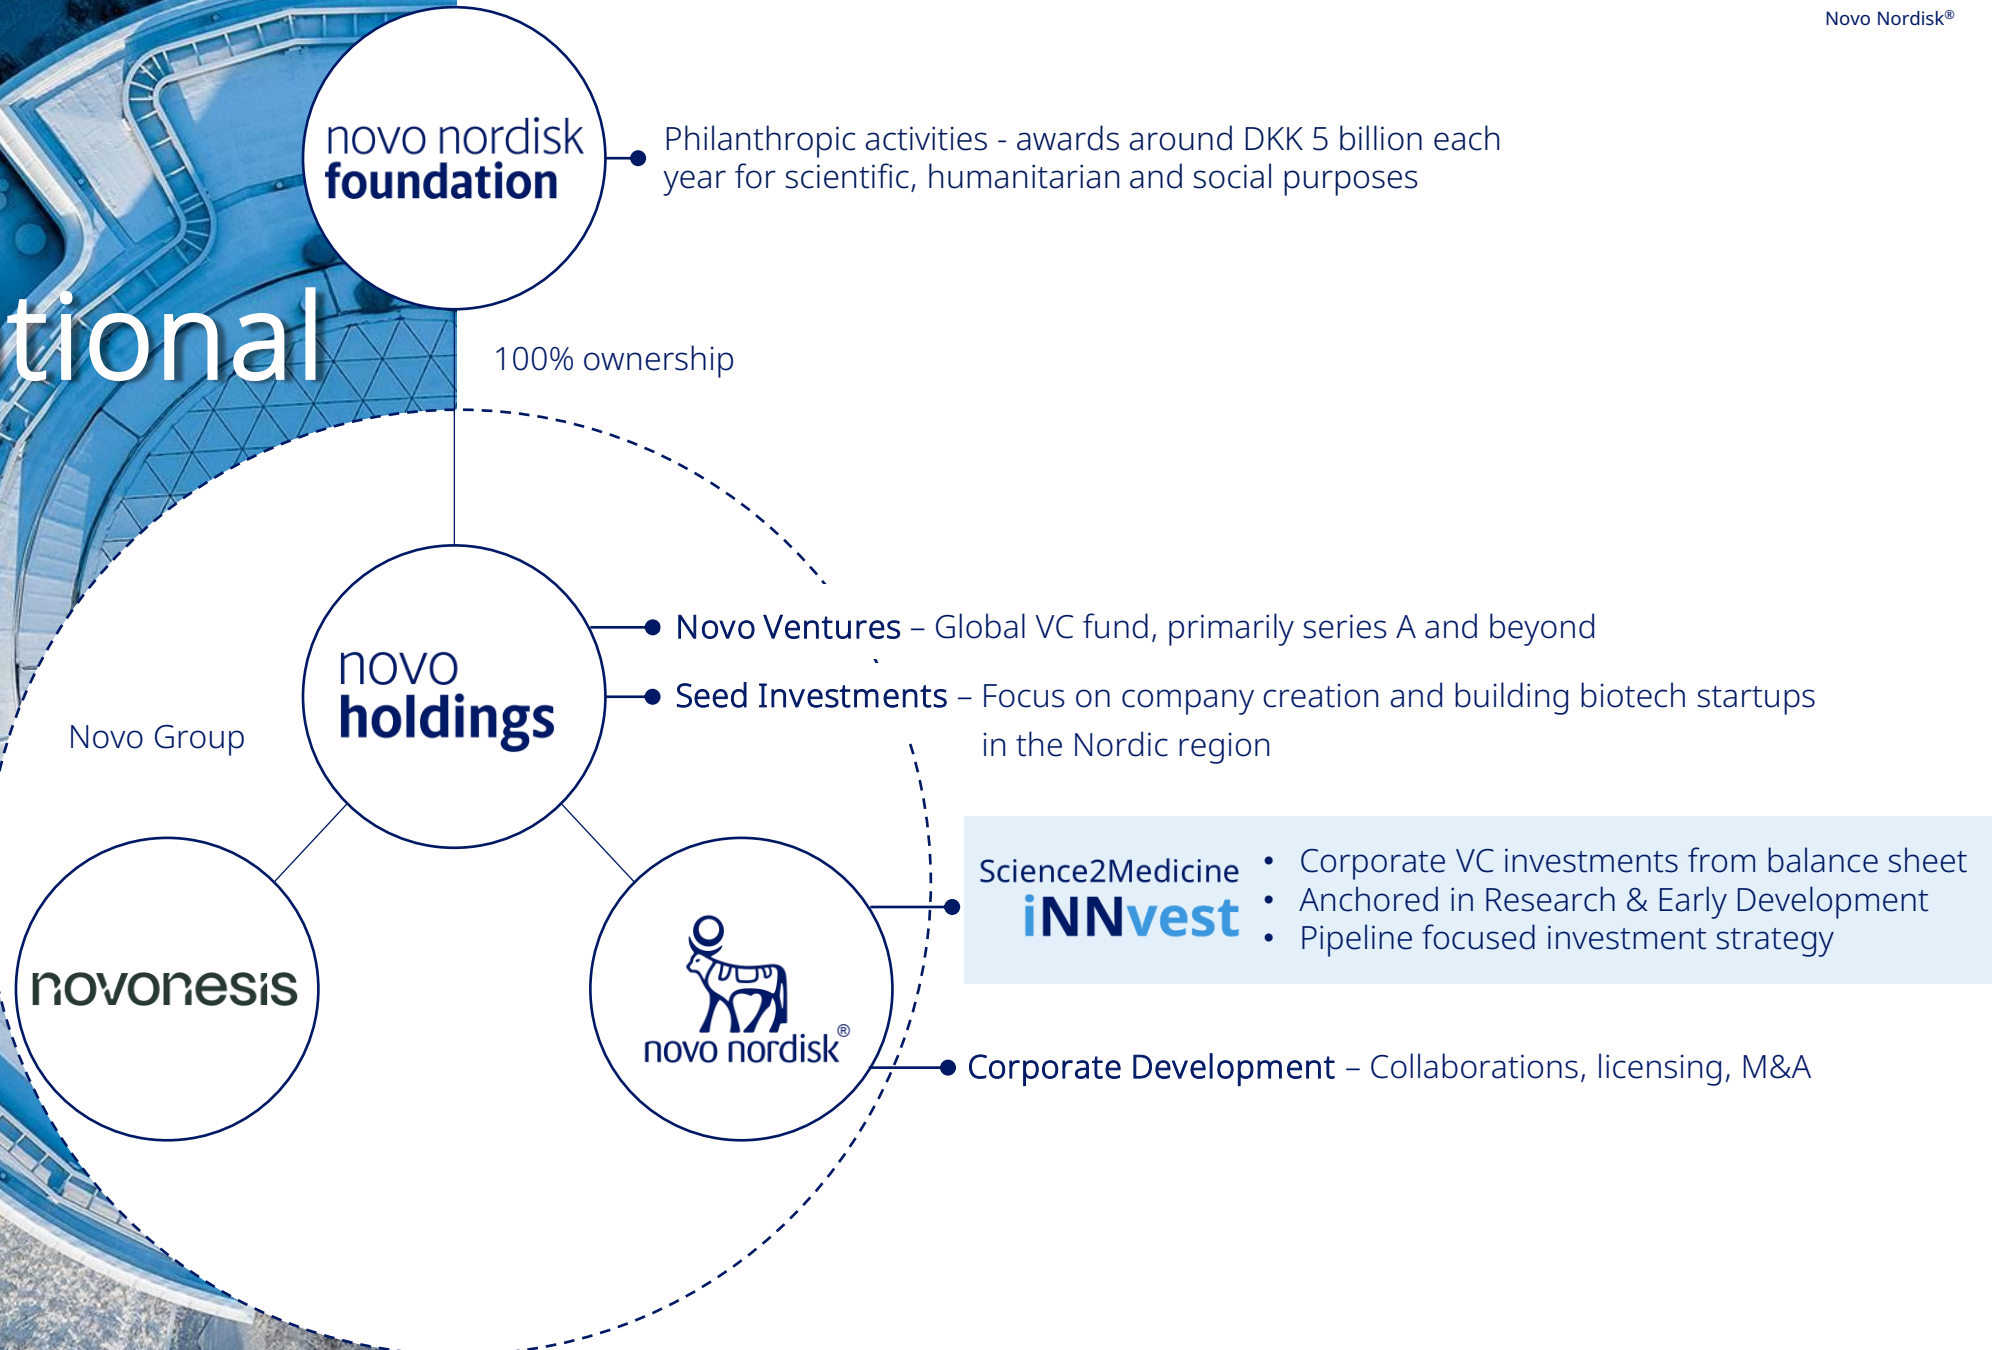 Novo Nordisk®
novo nordisk
foundation
Philanthropic activities - awards around DKK 5 billion each
year for scientific, humanitarian and social purposes
tional
100% ownership
novo
holdings
Novo Ventures – Global VC fund, primarily series A and beyond
Seed Investments – Focus on company creation and building biotech startups
in the Nordic region
Novo Group
Science2Medicine
iNNvest
• Corporate VC investments from balance sheet
• Anchored in Research & Early Development
• Pipeline focused investment strategy
novonesis
novo nordisk®
Corporate Development – Collaborations, licensing, M&A